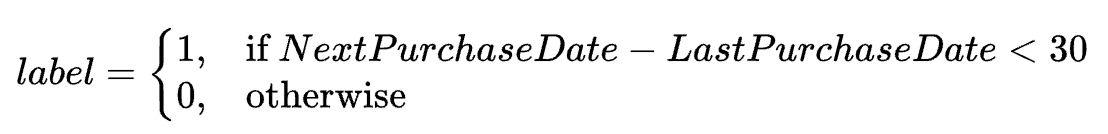 label = { 1, if NextPurchaseDate − LastPurchaseDate < 30
0, otherwise